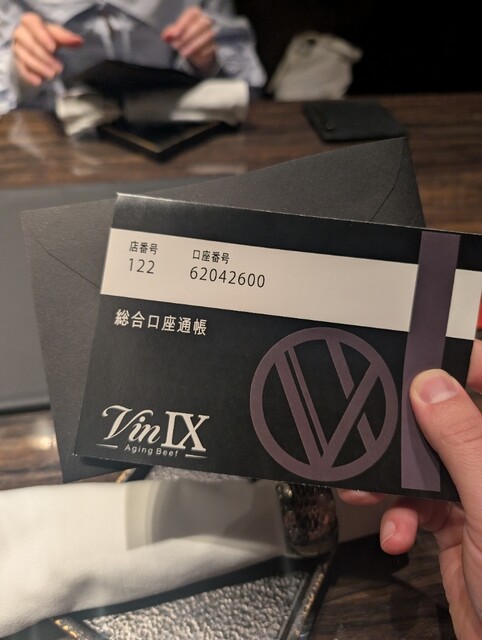 店番号
122
口座番号
62042600
総合口座通帳
Vin IX
Aging Beef